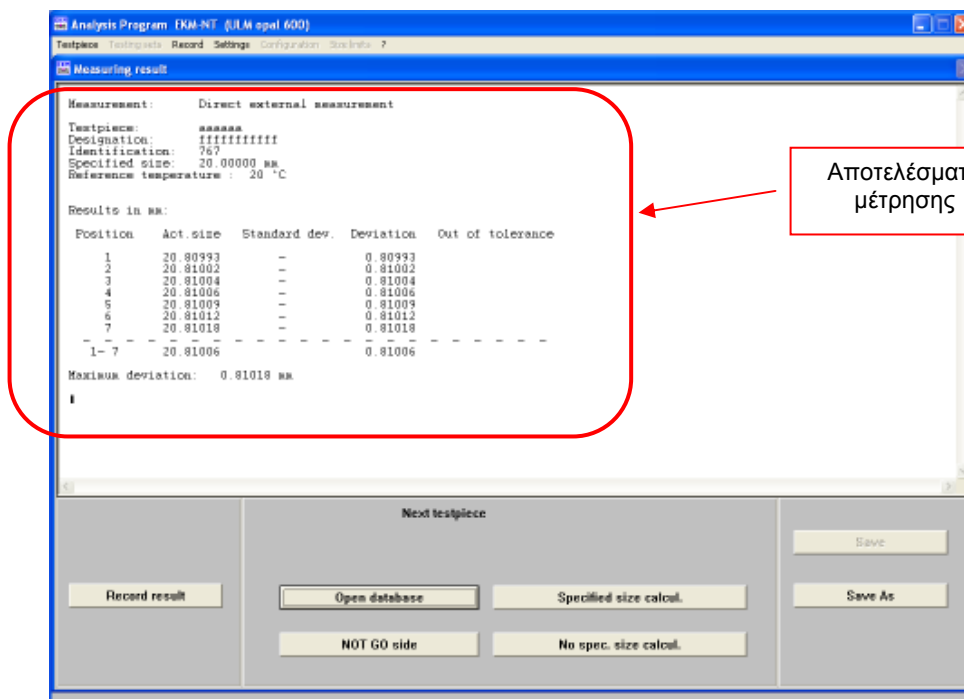 Analysis Program EKM-NT (ULM opal 600)
Testpiece Testing sets Record Settings Configuration Size limits ?
Measuring result
Measurement: Direct external measurement
Testpiece: aaaaaa
Designation: fffffffffff
Identification: 767
Specified size: 20.00000 mm
Reference temperature : 20 °C
Results in mm:
Position Act.size Standard dev. Deviation Out of tolerance
1 20.80993 - 0.80993
2 20.81002 - 0.81002
3 20.81004 - 0.81004
4 20.81006 - 0.81006
5 20.81009 - 0.81009
6 20.81012 - 0.81012
7 20.81018 - 0.81018
1- 7 20.81006 0.81006
Maximum deviation: 0.81018 mm
Αποτελέσματ
μέτρησης
Next testpiece
Save
Record result Open database Specified size calcul. Save As
NOT GO side No spec. size calcul.